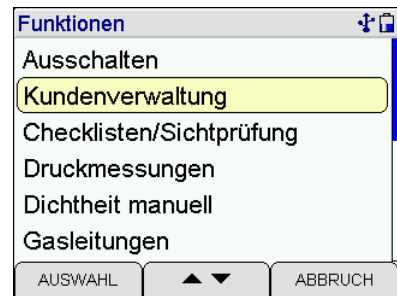 Funktionen
Ausschalten
Kundenverwaltung
Checklisten/Sichtprüfung
Druckmessungen
Dichtheit manuell
Gasleitungen
AUSWAHL ABBRUCH